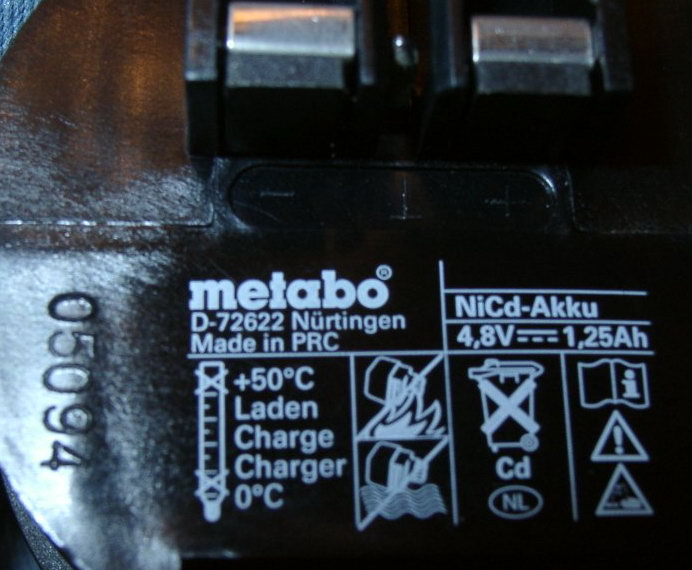 metabo®
D-72622 Nürtingen
Made in PRC
NiCd-Akku
4,8V 1,25Ah
+50°C
Laden
Charge
Charger
0°C
Cd
NL
i
!
05094